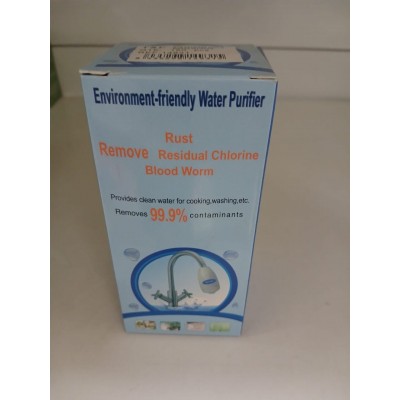 Environment-friendly Water Purifier
Rust
Remove Residual Chlorine
Blood Worm
Provides clean water for cooking,washing,etc.
Removes 99.9% contaminants